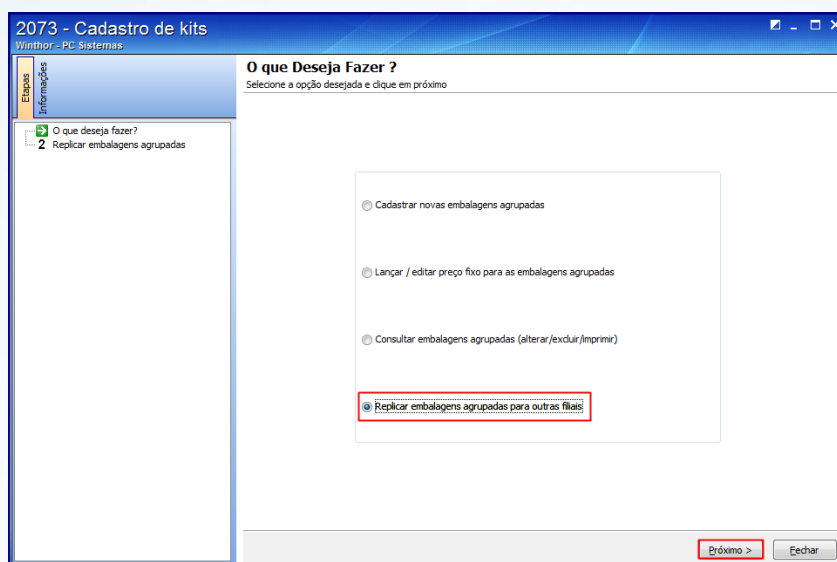 2073 - Cadastro de kits
Winthor - PC Sistemas
Etapas
Informações
O que deseja fazer?
2 Replicar embalagens agrupadas
O que Deseja Fazer ?
Selecione a opção desejada e clique em próximo
Cadastrar novas embalagens agrupadas
Lançar / editar preço fixo para as embalagens agrupadas
Consultar embalagens agrupadas (alterar/excluir/imprimir)
Replicar embalagens agrupadas para outras filiais
Próximo >
Fechar